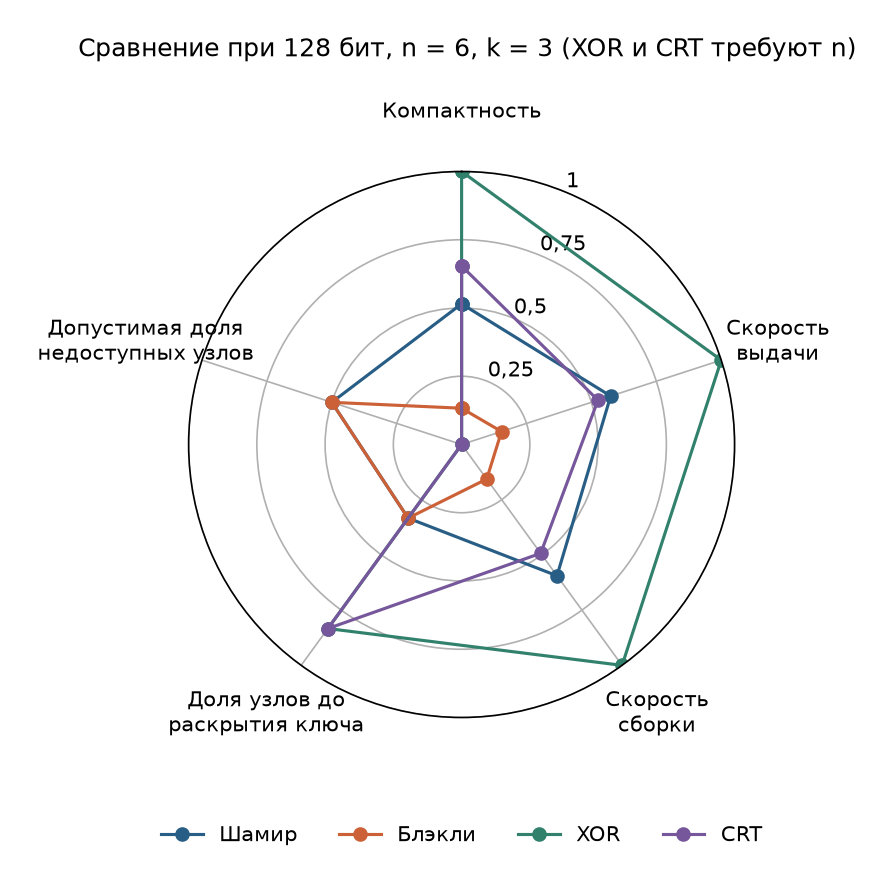 Сравнение при 128 бит, n = 6, k = 3 (XOR и CRT требуют n)
Компактность
1
0,75
0,5
0,25
Допустимая доля
недоступных узлов
Скорость
выдачи
Доля узлов до
раскрытия ключа
Скорость
сборки
Шамир
Блэкли
XOR
CRT